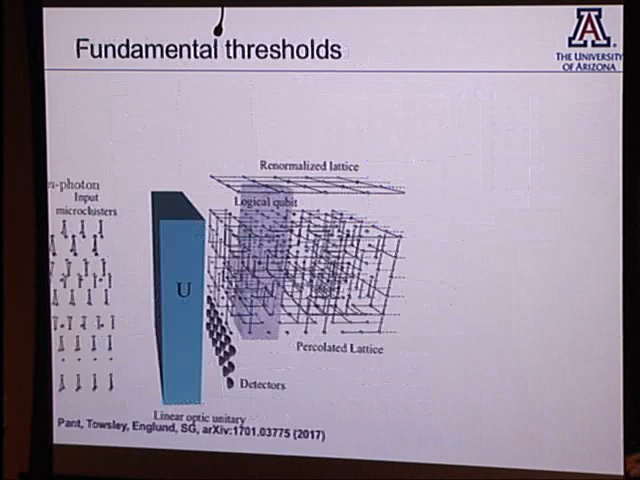 Fundamental thresholds
THE UNIVERSITY
OF ARIZONA
Renormalized lattice
n-photon
Input
microclusters
Logical qubit
U
Percolated Lattice
Detectors
Linear optic unitary
Pant, Towsley, Englund, SG, arXiv:1701.03775 (2017)